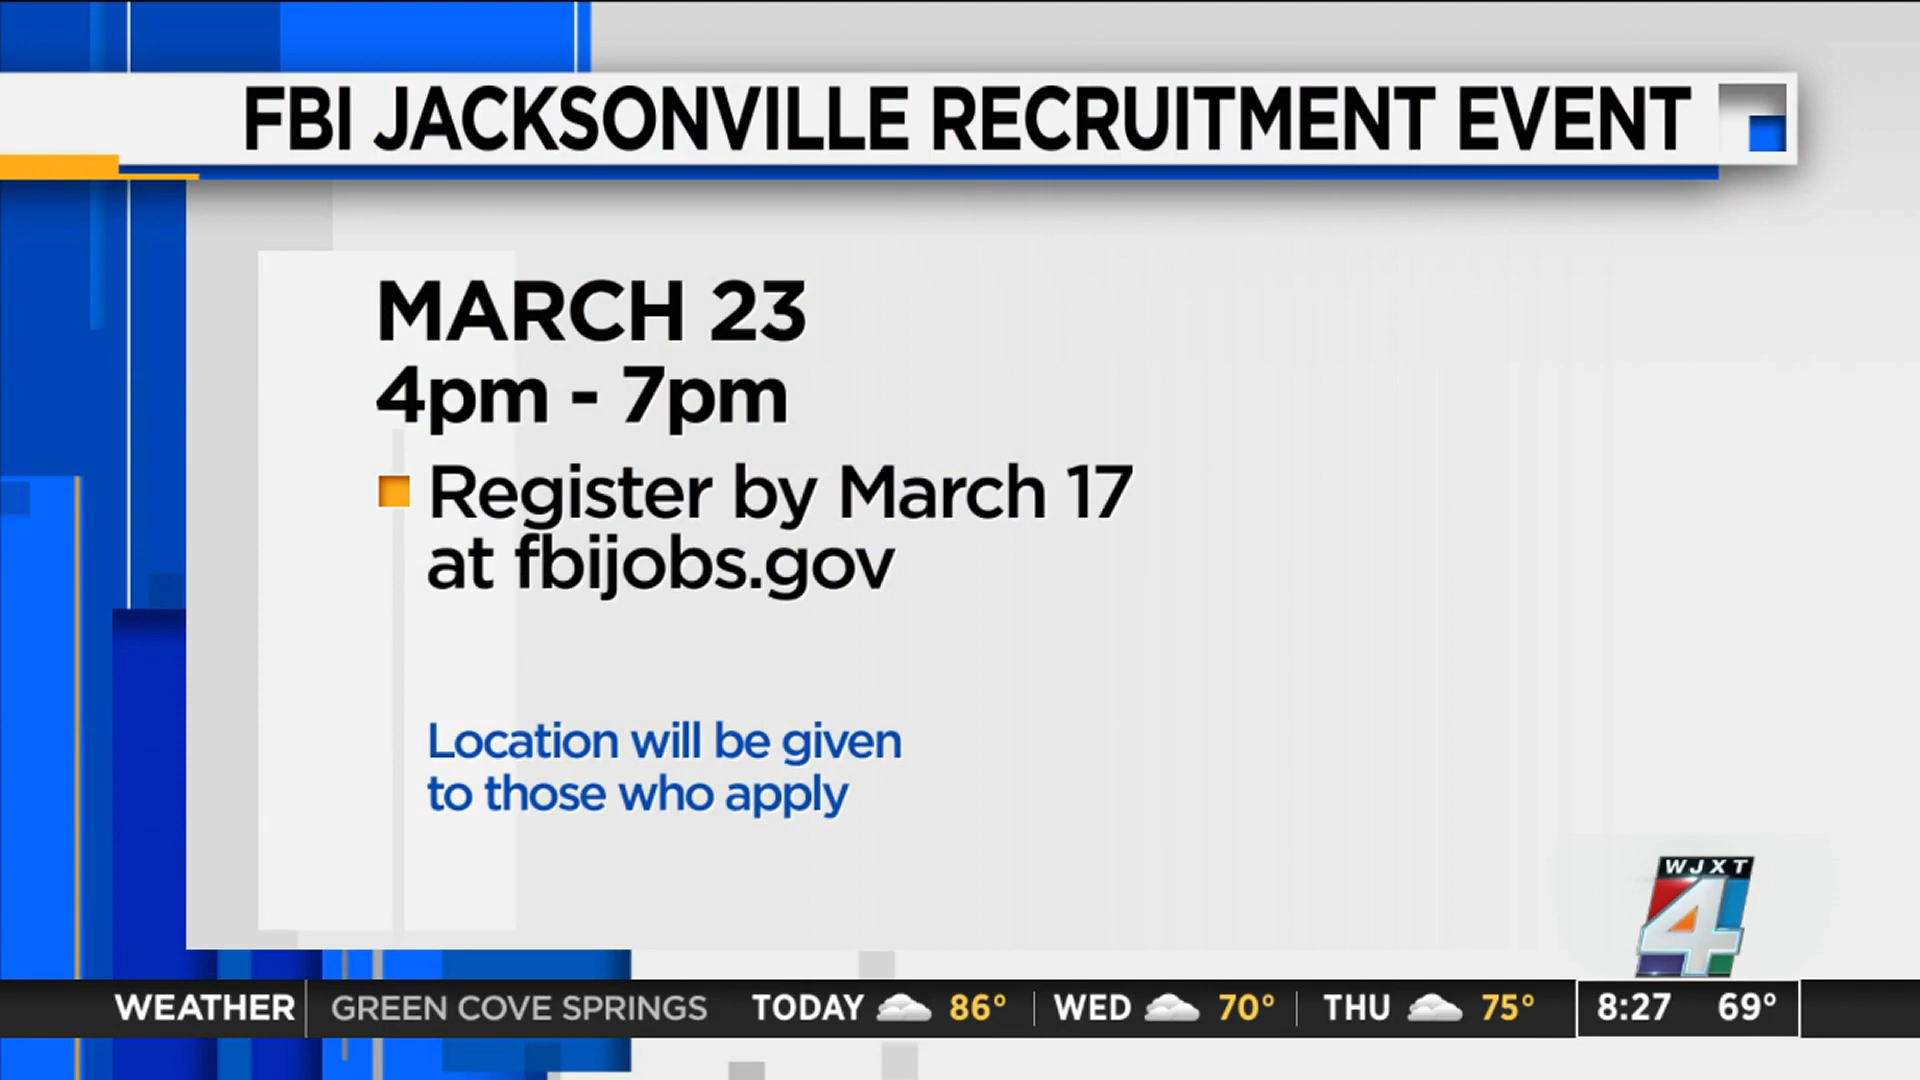 FBI JACKSONVILLE RECRUITMENT EVENT
MARCH 23
4pm - 7pm
Register by March 17
at fbijobs.gov
Location will be given
to those who apply
WJXT
4
WEATHER GREEN COVE SPRINGS TODAY 86° WED 70° THU 75° 8:27 69°